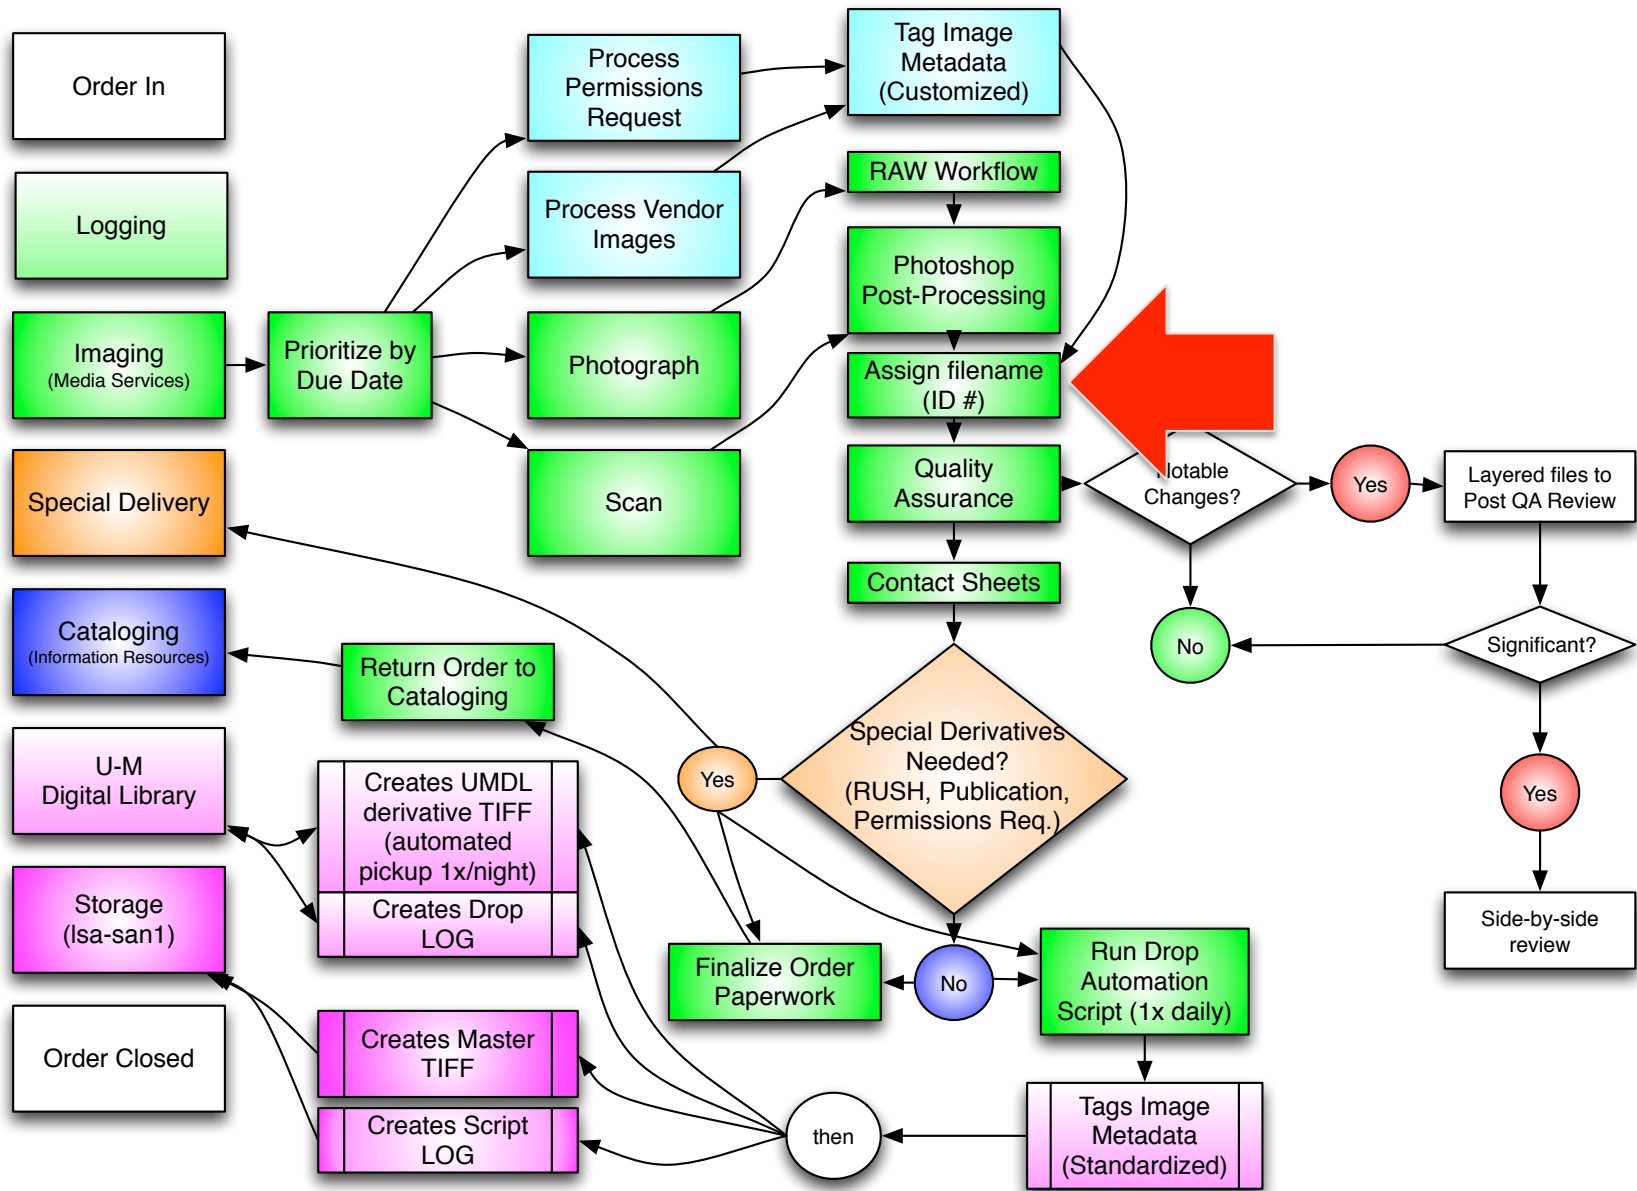 Order In
Logging
Imaging
(Media Services)
Special Delivery
Cataloging
(Information Resources)
U-M
Digital Library
Storage
(lsa-san1)
Order Closed
Prioritize by
Due Date
Process
Permissions
Request
Process Vendor
Images
Photograph
Scan
Tag Image
Metadata
(Customized)
RAW Workflow
Photoshop
Post-Processing
Assign filename
(ID #)
Quality
Assurance
Contact Sheets
Notable
Changes?
Yes
Layered files to
Post QA Review
No
Significant?
Yes
Side-by-side
review
Special Derivatives
Needed?
(RUSH, Publication,
Permissions Req.)
Yes
No
Return Order to
Cataloging
Finalize Order
Paperwork
Run Drop
Automation
Script (1x daily)
Tags Image
Metadata
(Standardized)
then
Creates UMDL
derivative TIFF
(automated
pickup 1x/night)
Creates Drop
LOG
Creates Master
TIFF
Creates Script
LOG